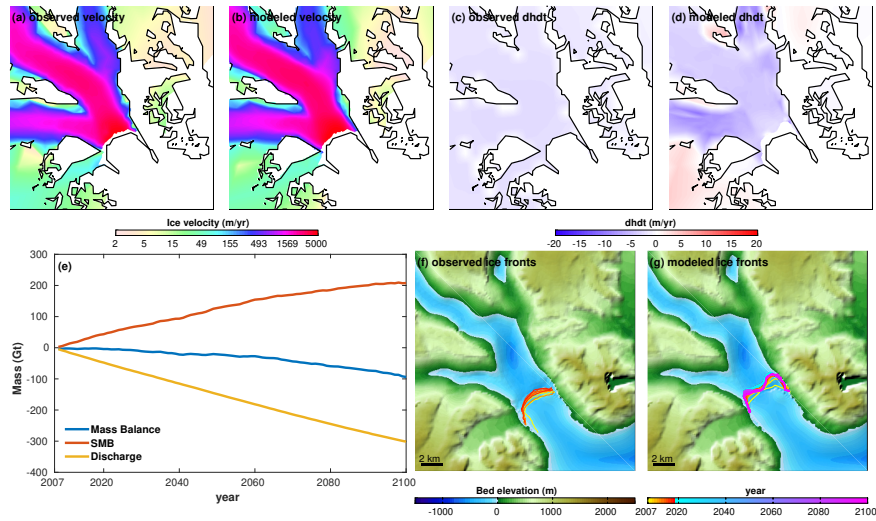 (a) observed velocity
(b) modeled velocity
(c) observed dhdt
(d) modeled dhdt
Ice velocity (m/yr)
2 5 15 49 155 493 1569 5000
dhdt (m/yr)
-20 -15 -10 -5 0 5 10 15 20
(e)
300
200
100
0
-100
-200
-300
-400
Mass (Gt)
Mass Balance
SMB
Discharge
2007 2020 2040 2060 2080 2100
year
(f) observed ice fronts
2 km
(g) modeled ice fronts
2 km
Bed elevation (m)
-1000 0 1000 2000
year
2007 2020 2040 2060 2080 2100